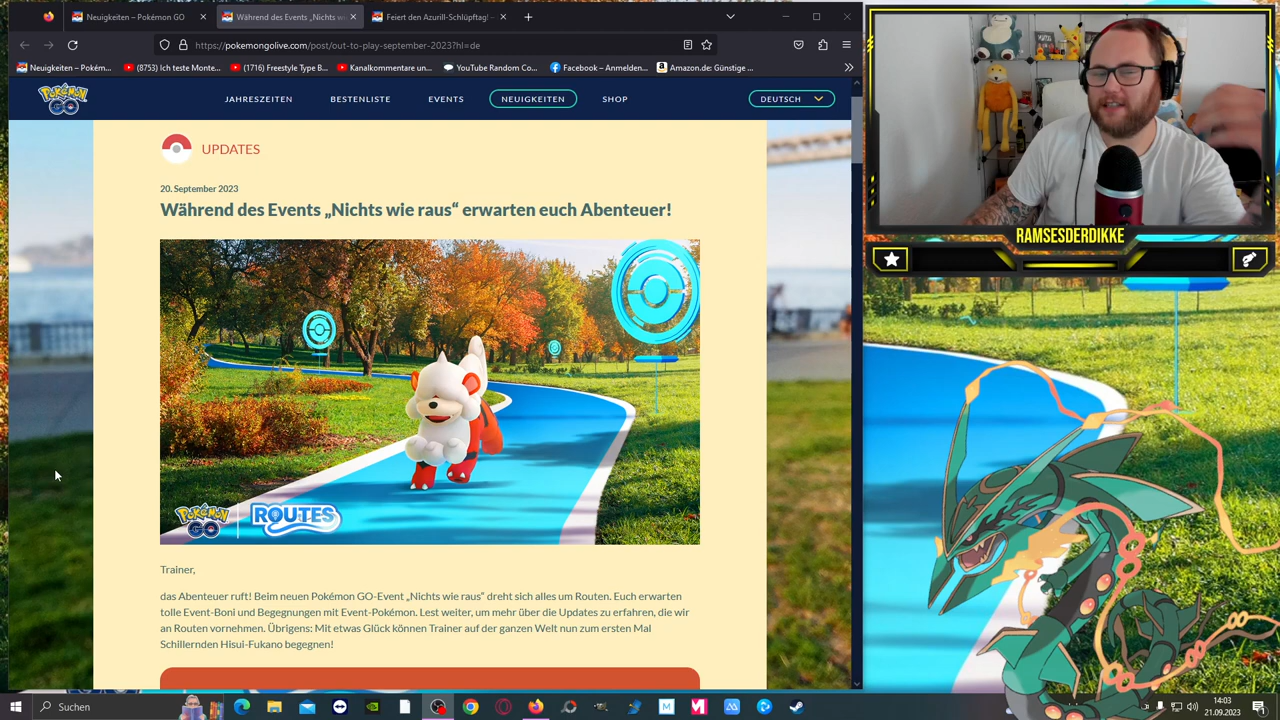 Neuigkeiten – Pokémon GO
Während des Events „Nichts wi
Feiert den Azurill-Schlüpftag! –
https://pokemongolive.com/post/out-to-play-september-2023?hl=de
Neuigkeiten – Pokém...
(8753) Ich teste Monte...
(1716) Freestyle Type B...
Kanalkommentare un...
YouTube Random Co...
Facebook – Anmelden...
Amazon.de: Günstige ...
POKÉMON GO
JAHRESZEITEN
BESTENLISTE
EVENTS
NEUIGKEITEN
SHOP
DEUTSCH
UPDATES
20. September 2023
Während des Events „Nichts wie raus“ erwarten euch Abenteuer!
POKÉMON GO
ROUTES
Trainer,
das Abenteuer ruft! Beim neuen Pokémon GO-Event „Nichts wie raus“ dreht sich alles um Routen. Euch erwarten
tolle Event-Boni und Begegnungen mit Event-Pokémon. Lest weiter, um mehr über die Updates zu erfahren, die wir
an Routen vornehmen. Übrigens: Mit etwas Glück können Trainer auf der ganzen Welt nun zum ersten Mal
Schillernden Hisui-Fukano begegnen!
RAMSESDERDIKKE
Suchen
14:03
21.09.2023